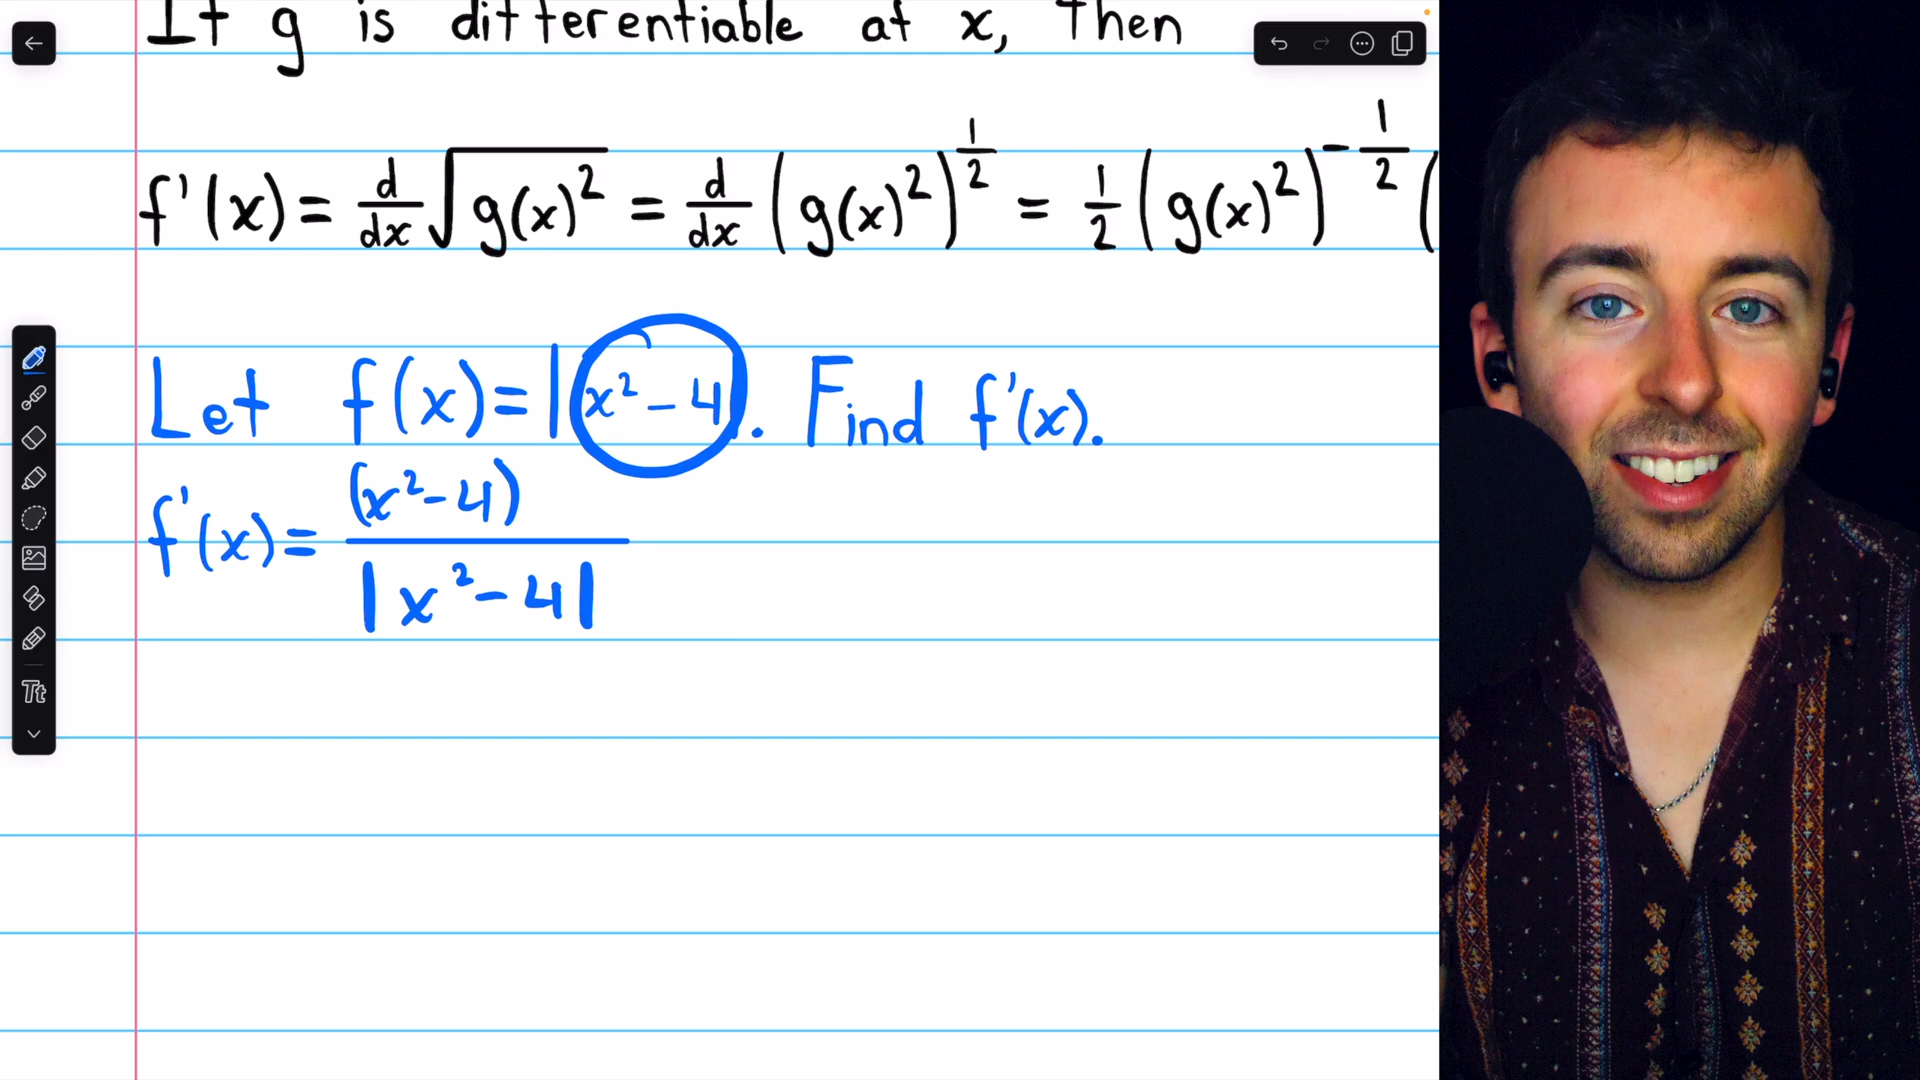 If g is differentiable at x, Then
f'(x) = d/dx √g(x)² = d/dx (g(x)²)^1/2 = 1/2 (g(x)²)^-1/2 (
Let f(x) = |x² - 4|. Find f'(x).
f'(x) = (x² - 4) / |x² - 4|
Tt